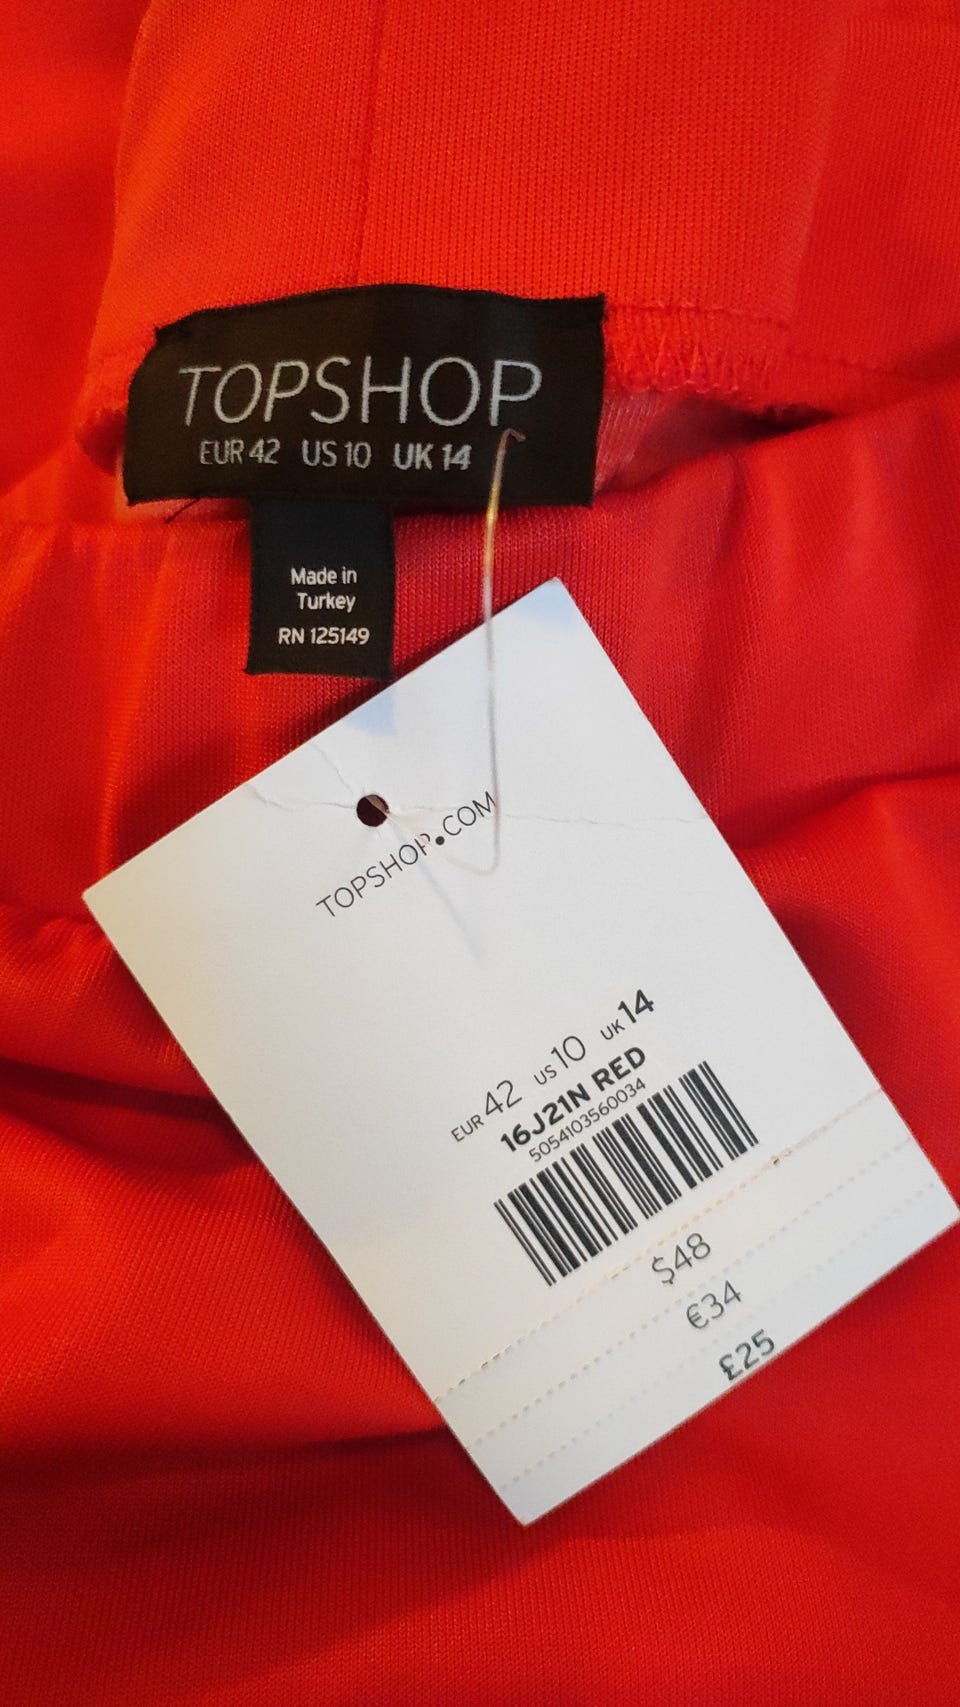 TOPSHOP
EUR 42 US 10 UK 14
Made in
Turkey
RN 125149
TOPSHOP.COM
EUR 42 US 10 UK 14
16J21N RED
5054103560034
$48
€34
£25